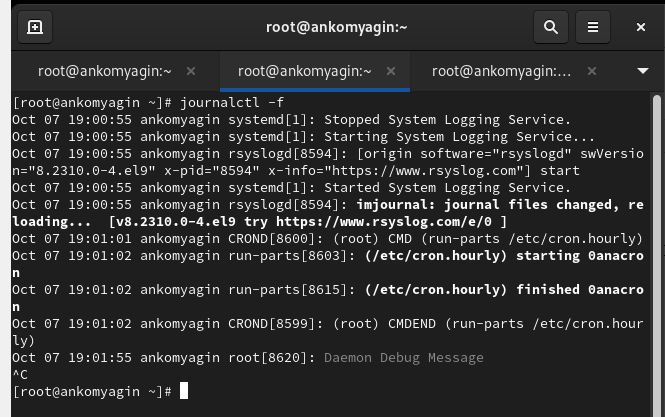 root@ankomyagin:~
root@ankomyagin:~
root@ankomyagin:~
root@ankomyagin:...
[root@ankomyagin ~]# journalctl -f
Oct 07 19:00:55 ankomyagin systemd[1]: Stopped System Logging Service.
Oct 07 19:00:55 ankomyagin systemd[1]: Starting System Logging Service...
Oct 07 19:00:55 ankomyagin rsyslogd[8594]: [origin software="rsyslogd" swVersio
n="8.2310.0-4.el9" x-pid="8594" x-info="https://www.rsyslog.com"] start
Oct 07 19:00:55 ankomyagin systemd[1]: Started System Logging Service.
Oct 07 19:00:55 ankomyagin rsyslogd[8594]: imjournal: journal files changed, re
loading...  [v8.2310.0-4.el9 try https://www.rsyslog.com/e/0 ]
Oct 07 19:01:01 ankomyagin CROND[8600]: (root) CMD (run-parts /etc/cron.hourly)
Oct 07 19:01:02 ankomyagin run-parts[8603]: (/etc/cron.hourly) starting 0anacro
n
Oct 07 19:01:02 ankomyagin run-parts[8615]: (/etc/cron.hourly) finished 0anacro
n
Oct 07 19:01:02 ankomyagin CROND[8599]: (root) CMDEND (run-parts /etc/cron.hour
ly)
Oct 07 19:01:55 ankomyagin root[8620]: Daemon Debug Message
^C
[root@ankomyagin ~]#